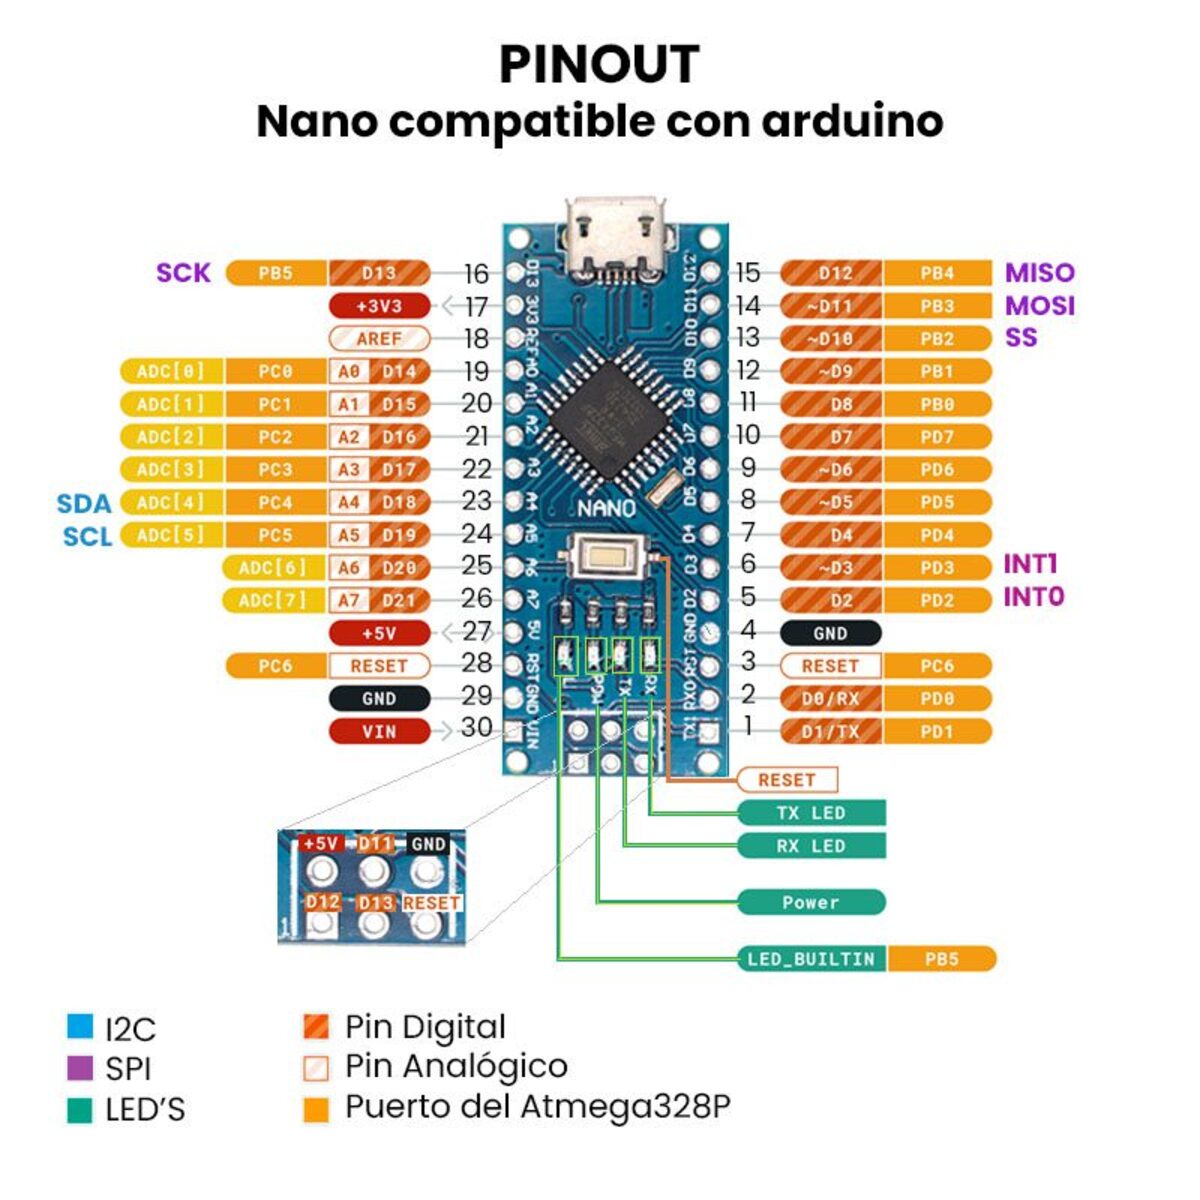 PINOUT
Nano compatible con arduino
SCK PB5 D13 16 D13 D12 15 D12 PB4 MISO
+3V3 17 3V3 D11 14 ~D11 PB3 MOSI
AREF 18 D10 13 ~D10 PB2 SS
ADC[0] PC0 A0 D14 19 D9 12 ~D9 PB1
ADC[1] PC1 A1 D15 20 A1 D8 11 D8 PB0
ADC[2] PC2 A2 D16 21 A2 D7 10 D7 PD7
ADC[3] PC3 A3 D17 22 A3 D6 9 ~D6 PD6
SDA ADC[4] PC4 A4 D18 23 A4 D5 8 ~D5 PD5
NANO
SCL ADC[5] PC5 A5 D19 24 A5 D4 7 D4 PD4
ADC[6] A6 D20 25 A6 D3 6 ~D3 PD3 INT1
ADC[7] A7 D21 26 A7 D2 5 D2 PD2 INT0
+5V 27 5V GND 4 GND
PC6 RESET 28 RST RST 3 RESET PC6
L POW TX RX
GND 29 GND RX0 2 D0/RX PD0
VIN 30 VIN TX1 1 D1/TX PD1
1
RESET
TX LED
RX LED
Power
LED_BUILTIN PB5
+5V D11 GND
D12 D13 RESET
1
I2C
SPI
LED'S
Pin Digital
Pin Analógico
Puerto del Atmega328P